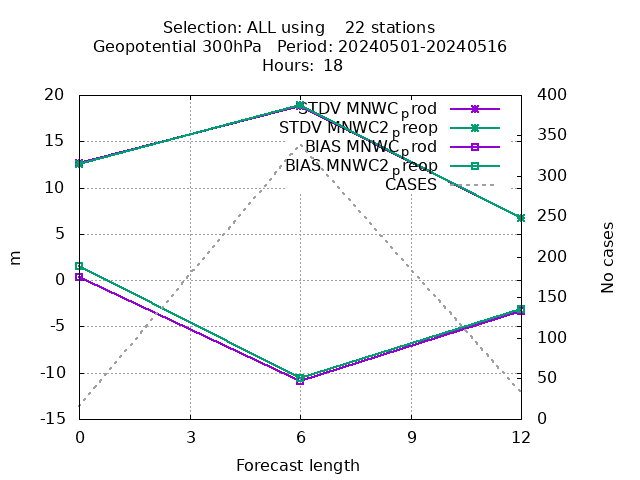 Selection: ALL using    22 stations
Geopotential 300hPa   Period: 20240501-20240516
Hours: 18
STDV MNWC_prod
STDV MNWC2_preop
BIAS MNWC_prod
BIAS MNWC2_preop
CASES
20
15
10
5
0
-5
-10
-15
m
400
350
300
250
200
150
100
50
0
No cases
0 3 6 9 12
Forecast length